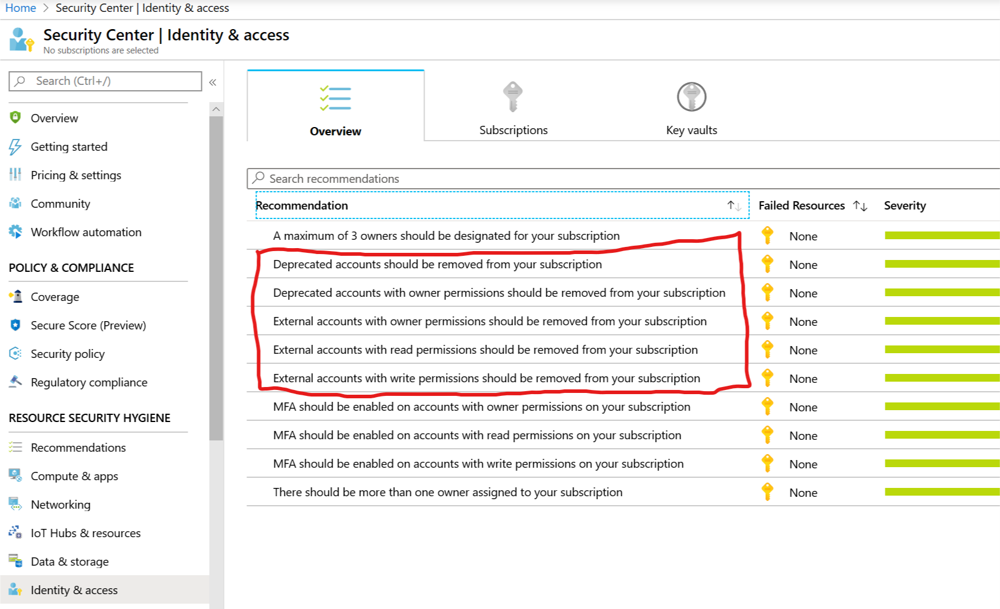 Home > Security Center | Identity & access
Security Center | Identity & access
No subscriptions are selected
Search (Ctrl+/)
«
Overview
Getting started
Pricing & settings
Community
Workflow automation
POLICY & COMPLIANCE
Coverage
Secure Score (Preview)
Security policy
Regulatory compliance
RESOURCE SECURITY HYGIENE
Recommendations
Compute & apps
Networking
IoT Hubs & resources
Data & storage
Identity & access
Overview
Subscriptions
Key vaults
Search recommendations
Recommendation Failed Resources Severity
A maximum of 3 owners should be designated for your subscription None
Deprecated accounts should be removed from your subscription None
Deprecated accounts with owner permissions should be removed from your subscription None
External accounts with owner permissions should be removed from your subscription None
External accounts with read permissions should be removed from your subscription None
External accounts with write permissions should be removed from your subscription None
MFA should be enabled on accounts with owner permissions on your subscription None
MFA should be enabled on accounts with read permissions on your subscription None
MFA should be enabled on accounts with write permissions on your subscription None
There should be more than one owner assigned to your subscription None